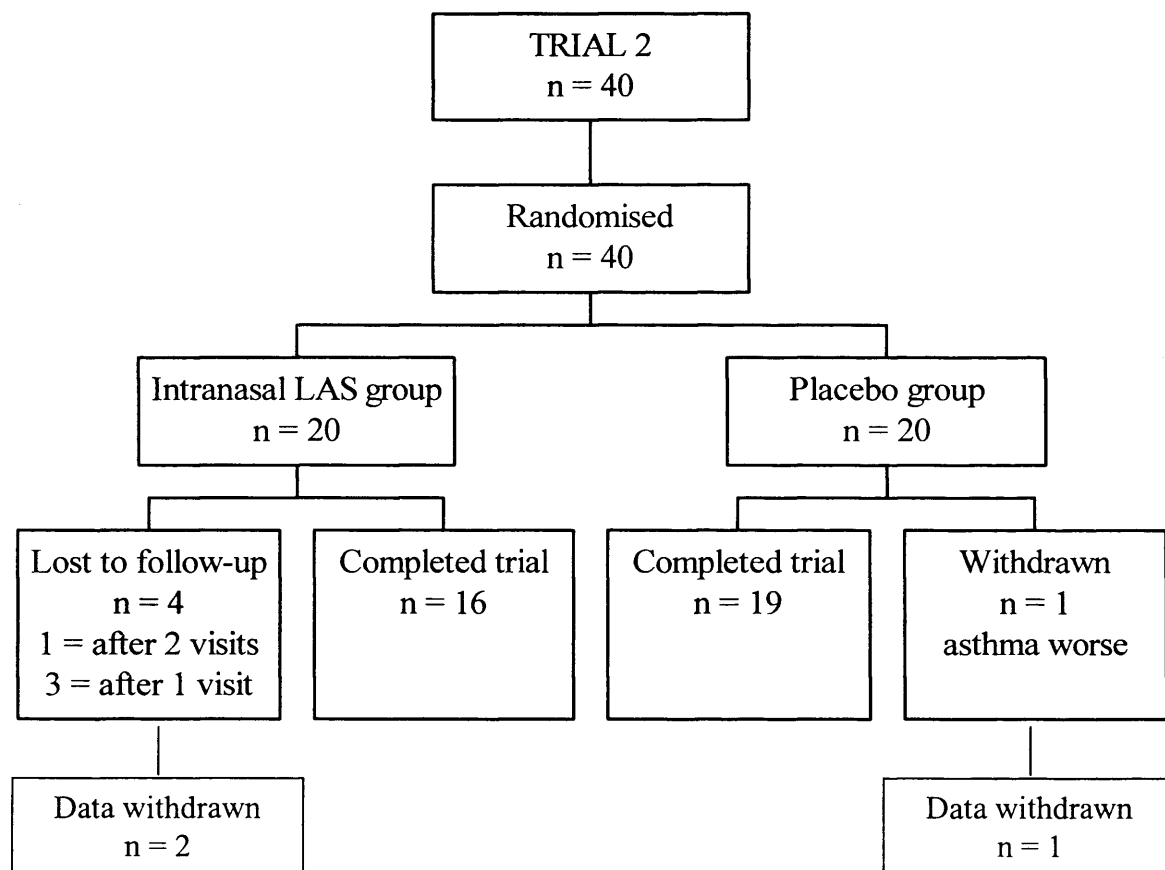 TRIAL 2
n = 40
Randomised
n = 40
Intranasal LAS group
n = 20
Placebo group
n = 20
Lost to follow-up
n = 4
1 = after 2 visits
3 = after 1 visit
Completed trial
n = 16
Completed trial
n = 19
Withdrawn
n = 1
asthma worse
Data withdrawn
n = 2
Data withdrawn
n = 1